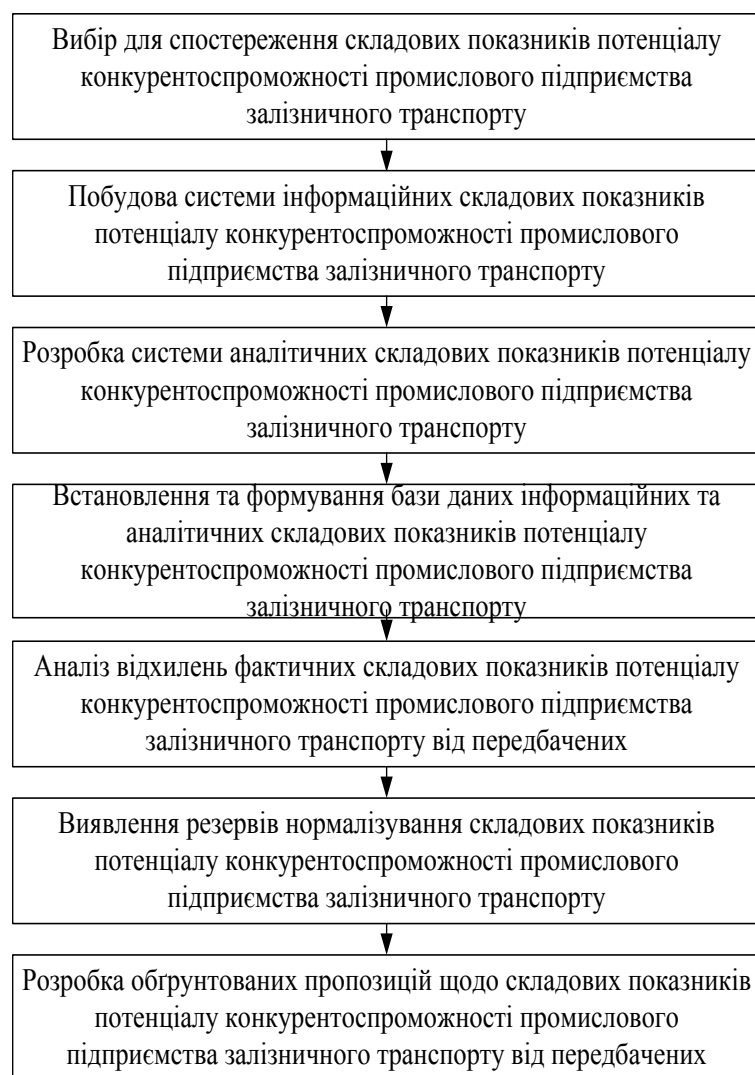 Вибір для спостереження складових показників потенціалу
конкурентоспроможності промислового підприємства
залізничного транспорту
Побудова системи інформаційних складових показників
потенціалу конкурентоспроможності промислового
підприємства залізничного транспорту
Розробка системи аналітичних складових показників потенціалу
конкурентоспроможності промислового підприємства
залізничного транспорту
Встановлення та формування бази даних інформаційних та
аналітичних складових показників потенціалу
конкурентоспроможності промислового підприємства
залізничного транспорту
Аналіз відхилень фактичних складових показників потенціалу
конкурентоспроможності промислового підприємства
залізничного транспорту від передбачених
Виявлення резервів нормалізування складових показників
потенціалу конкурентоспроможності промислового
підприємства залізничного транспорту
Розробка обґрунтованих пропозицій щодо складових показників
потенціалу конкурентоспроможності промислового
підприємства залізничного транспорту від передбачених